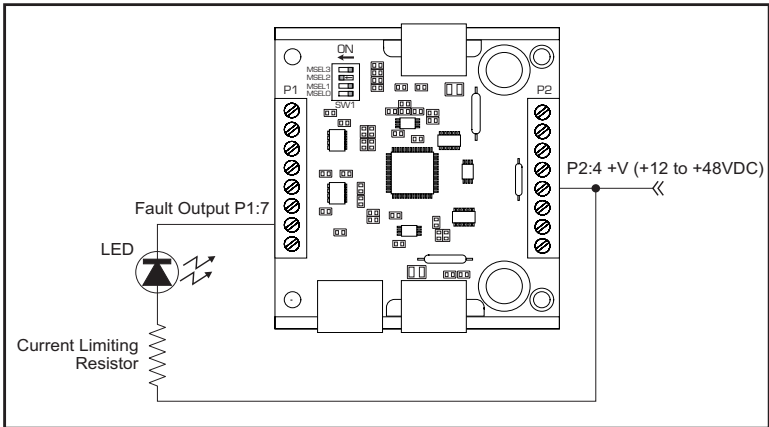 ON
MSEL3
MSEL2
MSEL1
MSEL0
SW1
P1
P2
P2:4 +V (+12 to +48VDC)
Fault Output P1:7
LED
Current Limiting
Resistor